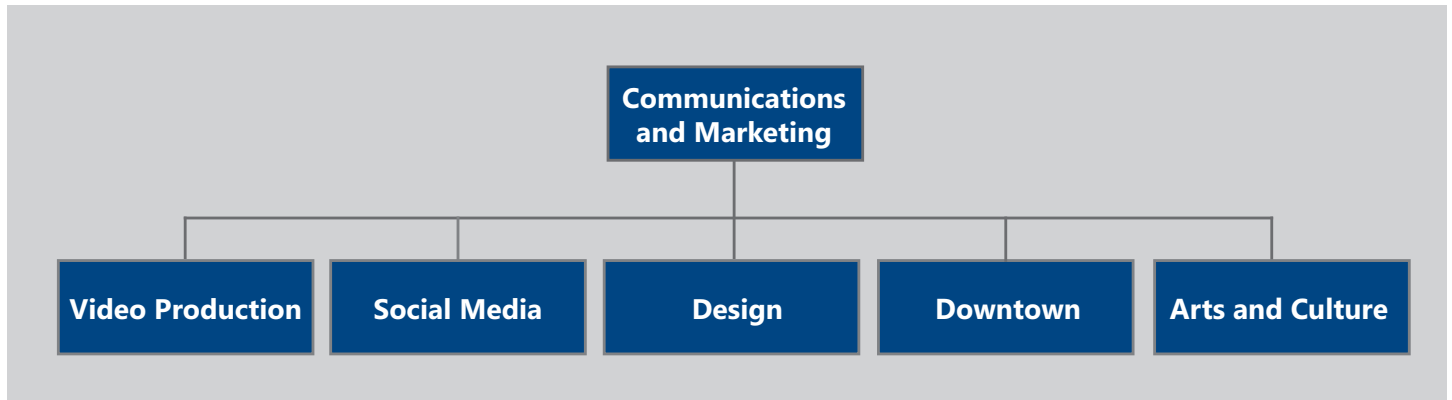 Communications
and Marketing
Video Production
Social Media
Design
Downtown
Arts and Culture